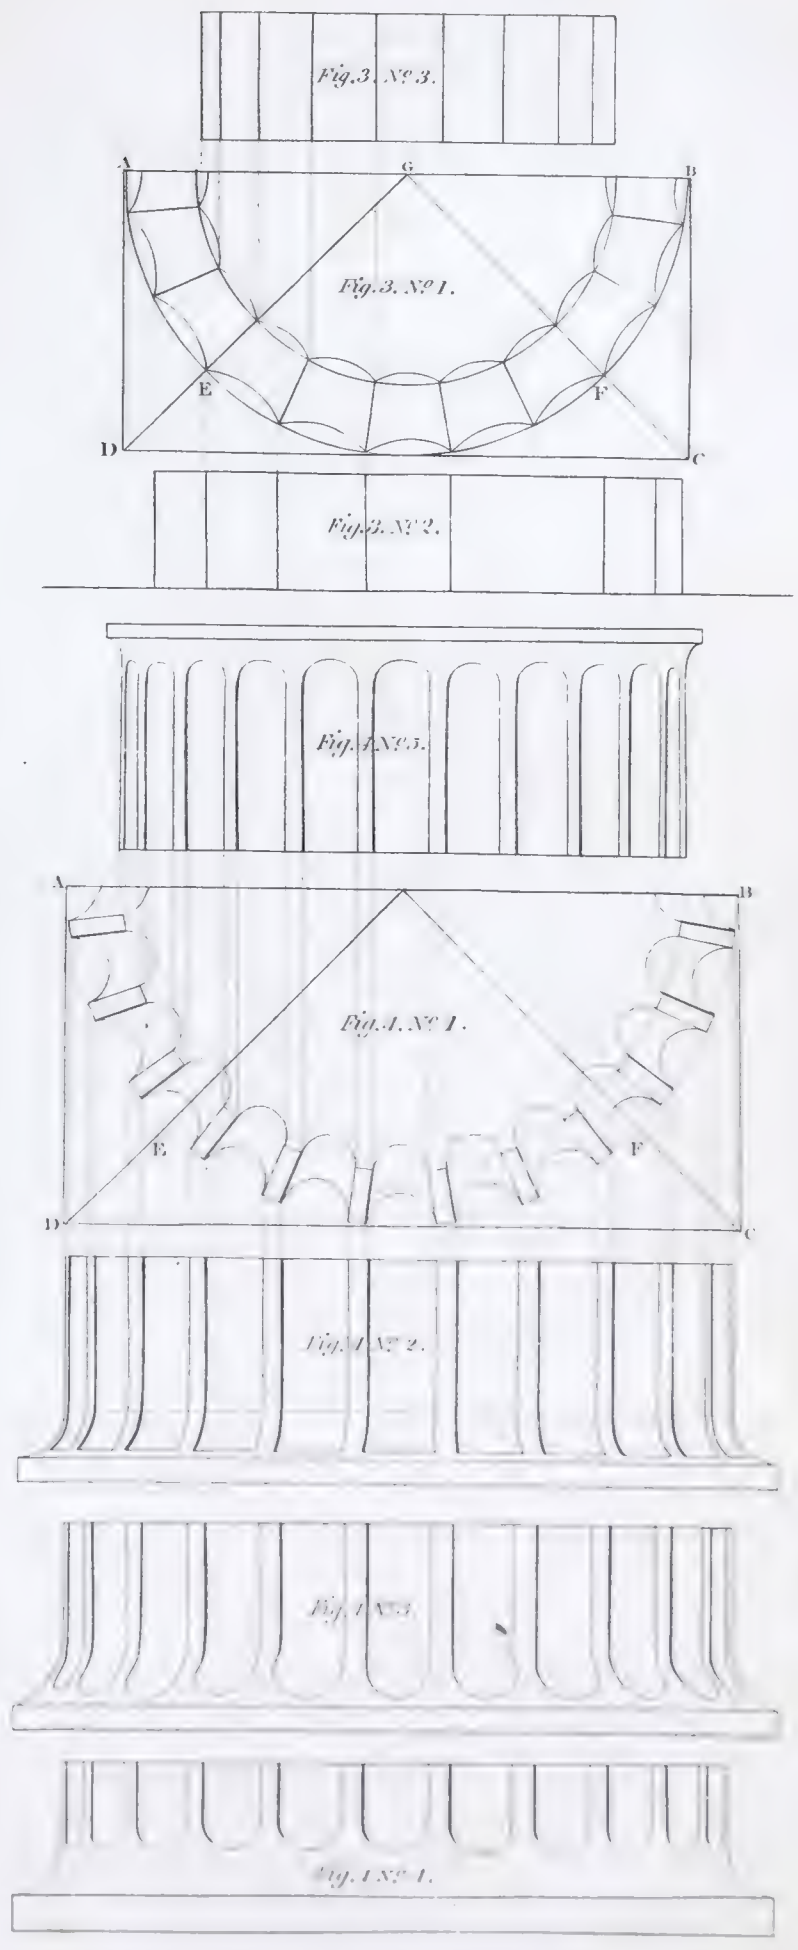 Fig. 3. Nº 3.
A G B
Fig. 3. Nº 1.
E F
D C
Fig. 3. Nº 2.
Fig. 4. Nº 5.
A B
Fig. 4. Nº 1.
E F
D C
Fig. 4. Nº 2.
Fig. 4. Nº 3.
Fig. 4. Nº 4.